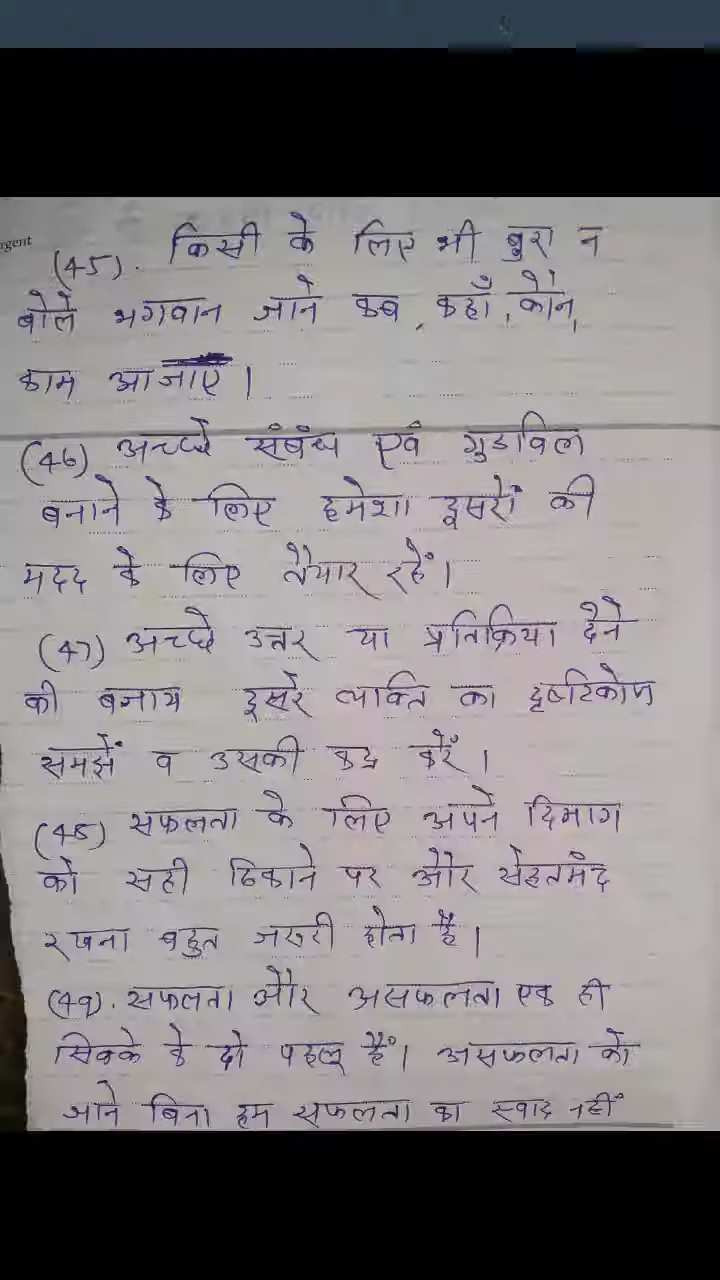 rgent
(45). किसी के लिए भी बुरा न
बोले भगवान जाने कब, कहाँ, कौन,
काम आजाए।
(46) अच्छे संबंध एवं गुडविल
बनाने के लिए हमेशा दूसरों की
मदद के लिए तैयार रहें।
(47) अच्छे उत्तर या प्रतिक्रिया देने
की बजाय दूसरे व्यक्ति का दृष्टिकोण
समझें व उसकी कद्र करें।
(48) सफलता के लिए अपने दिमाग
को सही ठिकाने पर और सेहतमंद
रखना बहुत जरुरी होता है।
(49). सफलता और असफलता एक ही
सिक्के के दो पहलू हैं। असफलता को
जाने बिना हम सफलता का स्वाद नहीं